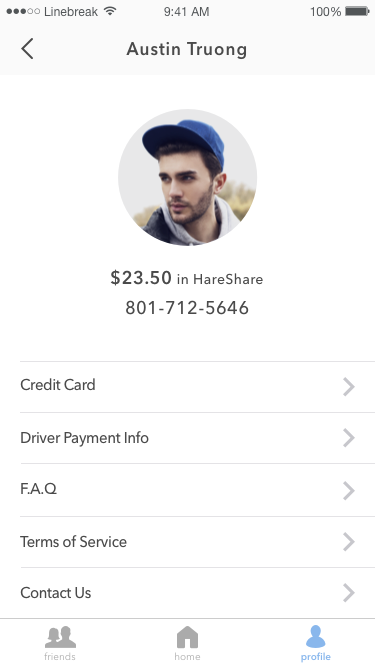 Linebreak 9:41 AM 100%
Austin Truong
$23.50 in HareShare
801-712-5646
Credit Card
Driver Payment Info
F.A.Q
Terms of Service
Contact Us
friends home profile